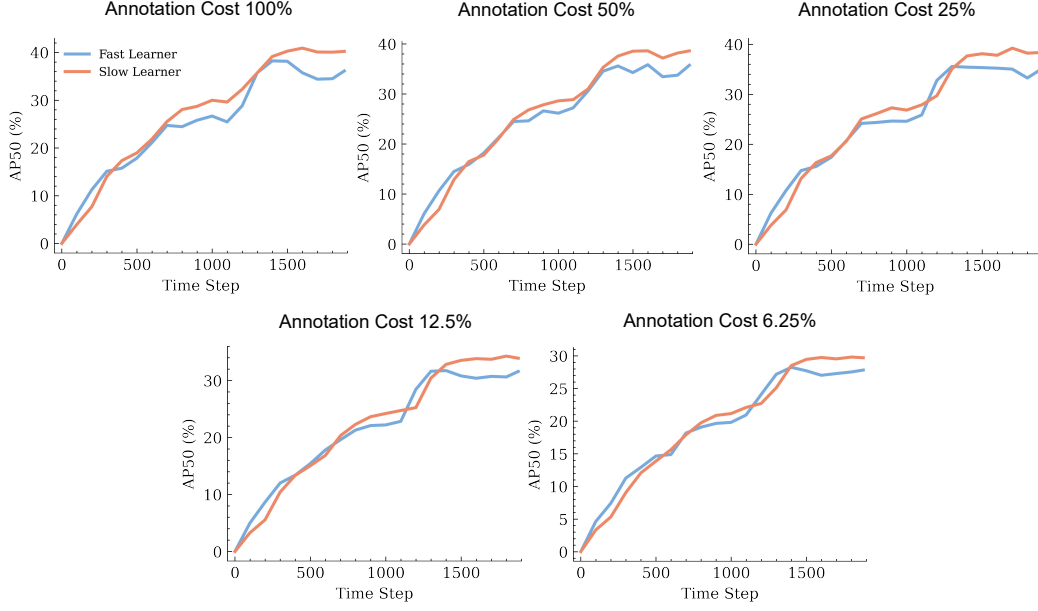 Annotation Cost 100%
Annotation Cost 50%
Annotation Cost 25%
Fast Learner
Slow Learner
AP50 (%)
40
30
20
10
0
0 500 1000 1500
Time Step
AP50 (%)
40
30
20
10
0
0 500 1000 1500
Time Step
AP50 (%)
40
30
20
10
0
0 500 1000 1500
Time Step
Annotation Cost 12.5%
Annotation Cost 6.25%
AP50 (%)
30
20
10
0
0 500 1000 1500
Time Step
AP50 (%)
30
25
20
15
10
5
0
0 500 1000 1500
Time Step